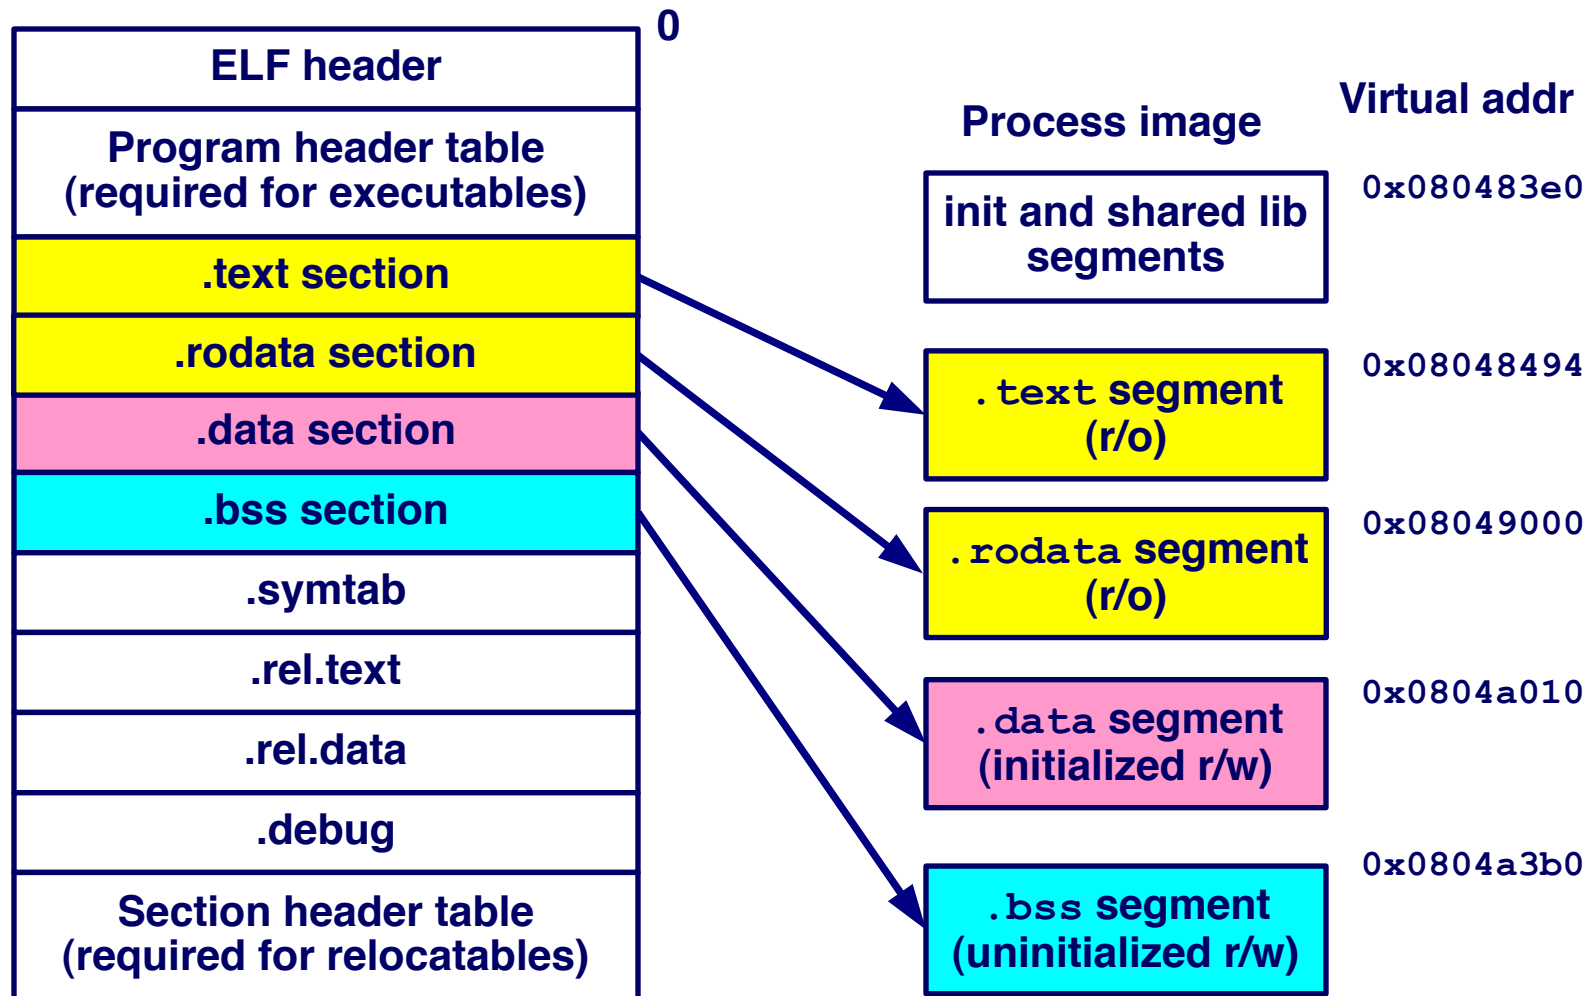 0
ELF header
Program header table
(required for executables)
.text section
.rodata section
.data section
.bss section
.symtab
.rel.text
.rel.data
.debug
Section header table
(required for relocatables)
Process image
Virtual addr
init and shared lib
segments
0x080483e0
.text segment
(r/o)
0x08048494
.rodata segment
(r/o)
0x08049000
.data segment
(initialized r/w)
0x0804a010
.bss segment
(uninitialized r/w)
0x0804a3b0